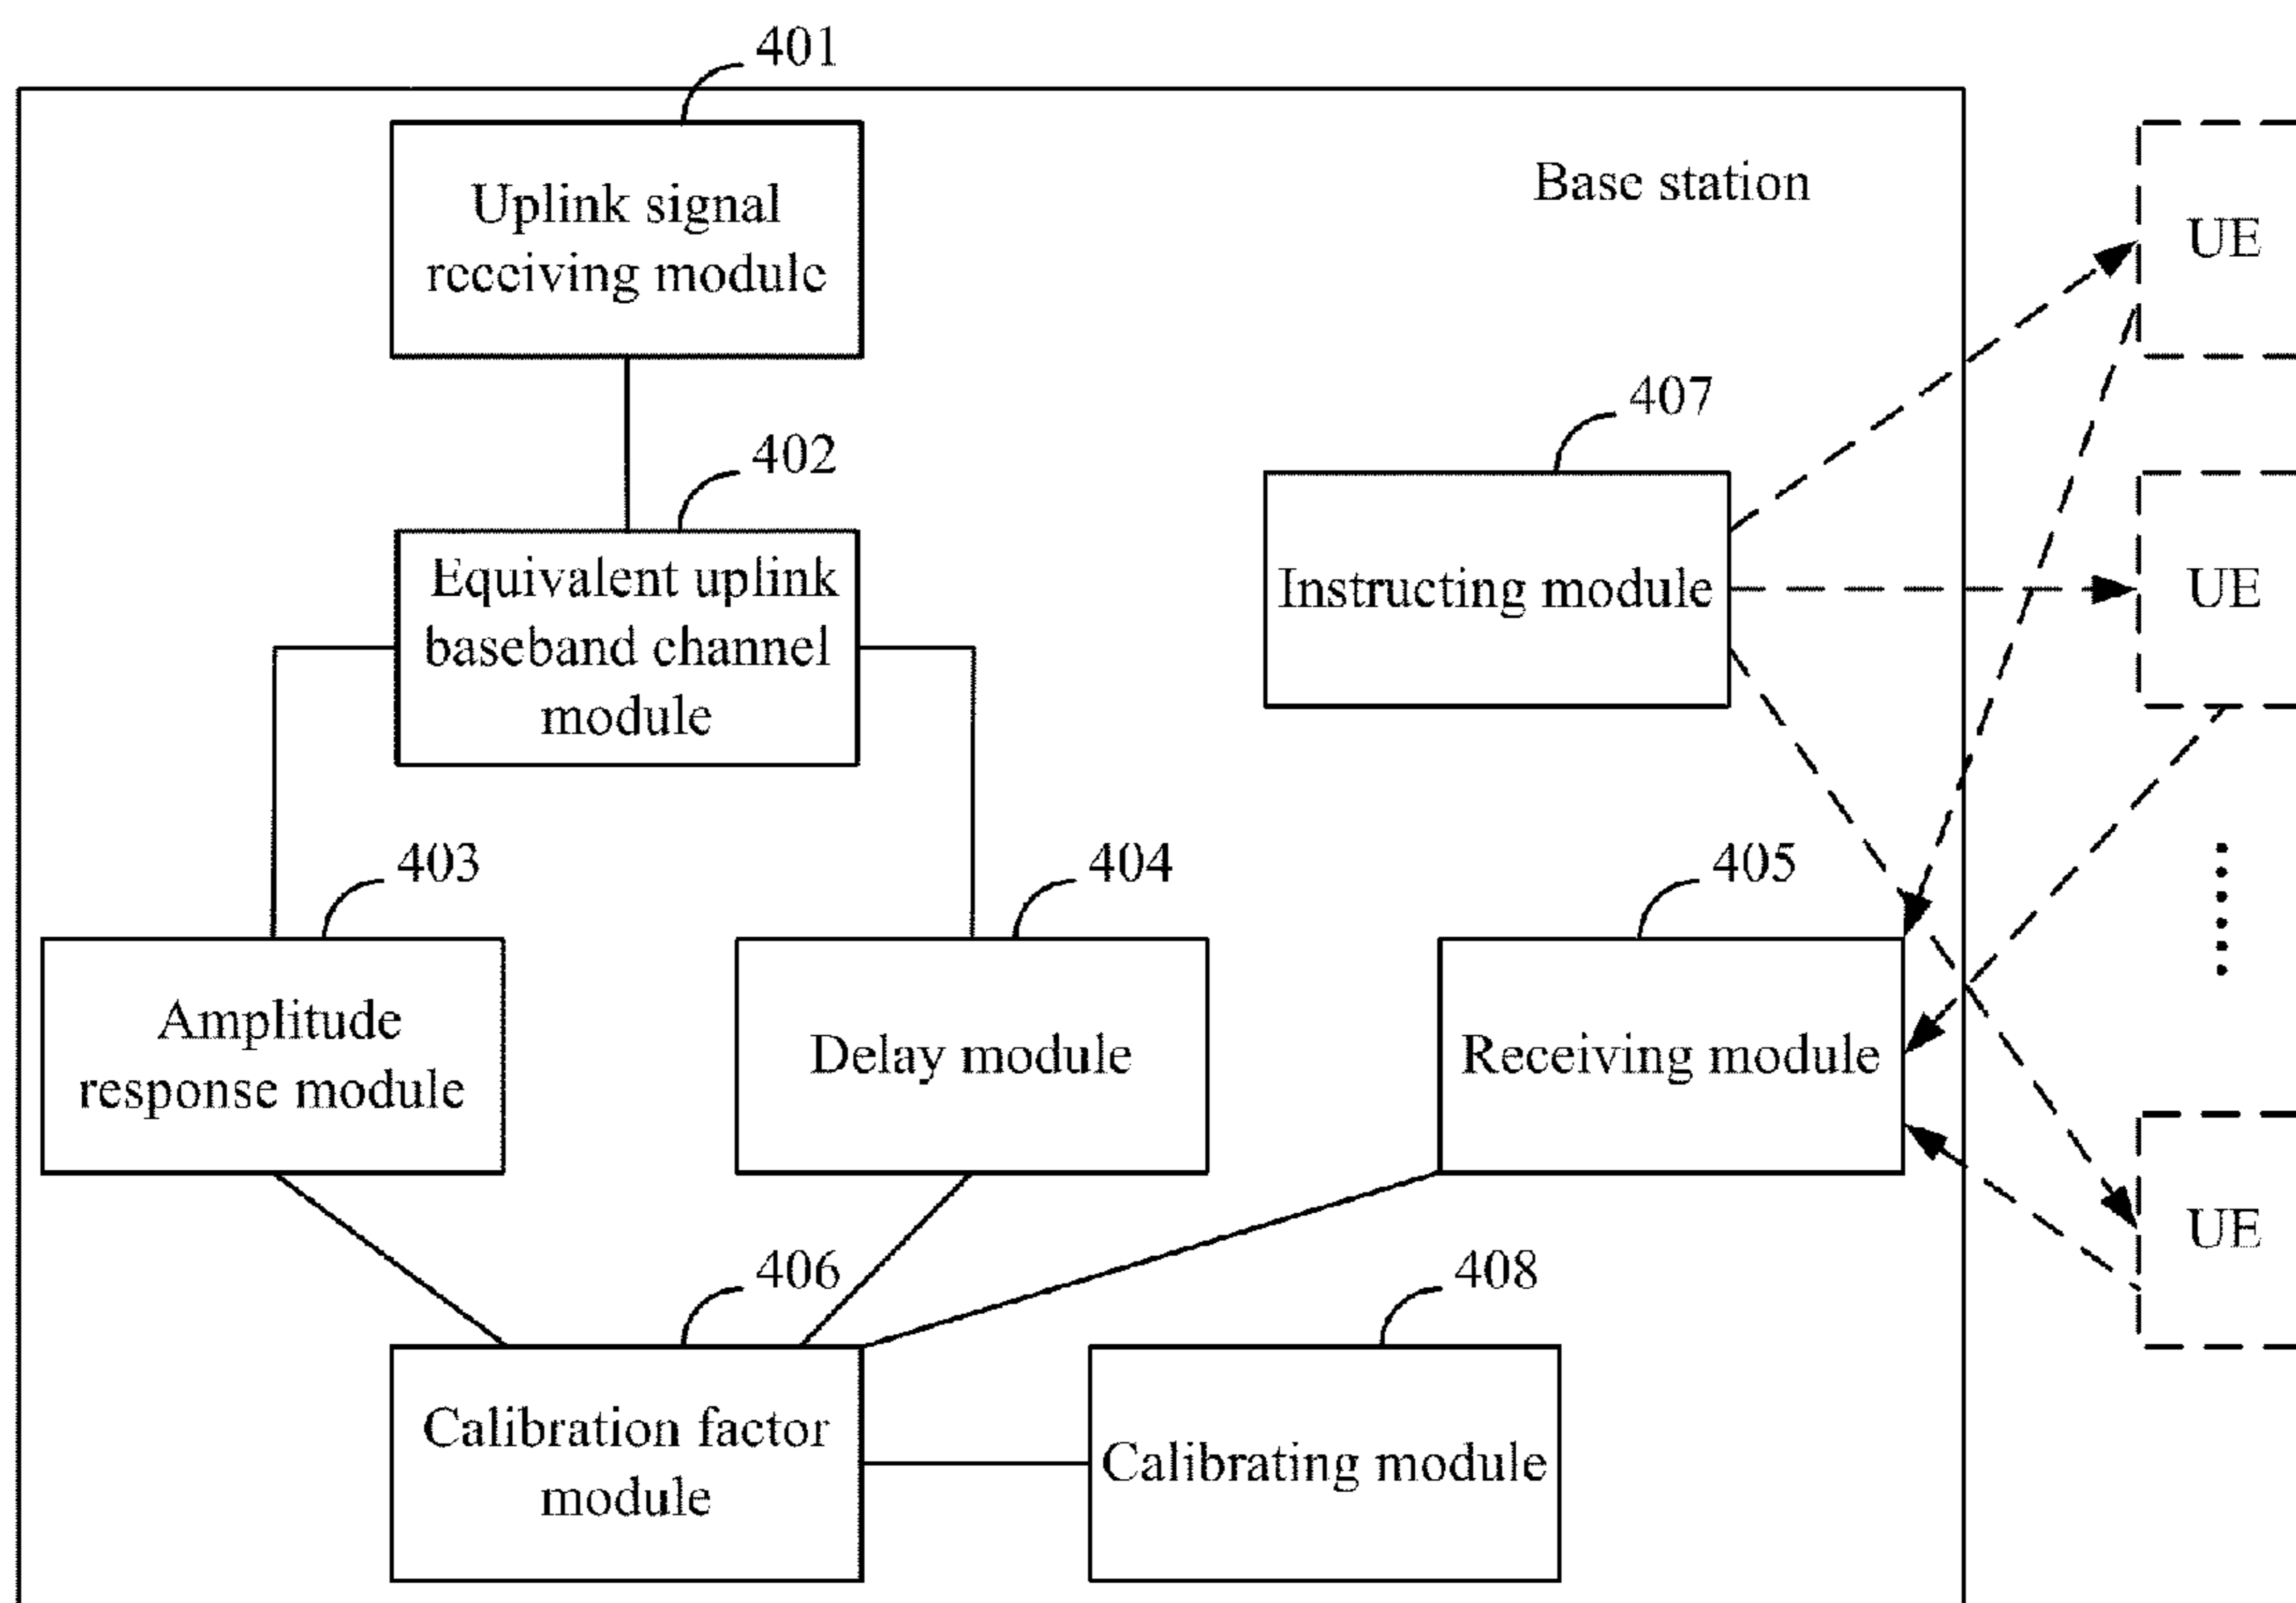 401
Uplink signal
receiving module
Base station
UE
407
402
Equivalent uplink
baseband channel
module
Instructing module
UE
403
404
405
Amplitude
response module
Delay module
Receiving module
UE
406
408
Calibration factor
module
Calibrating module